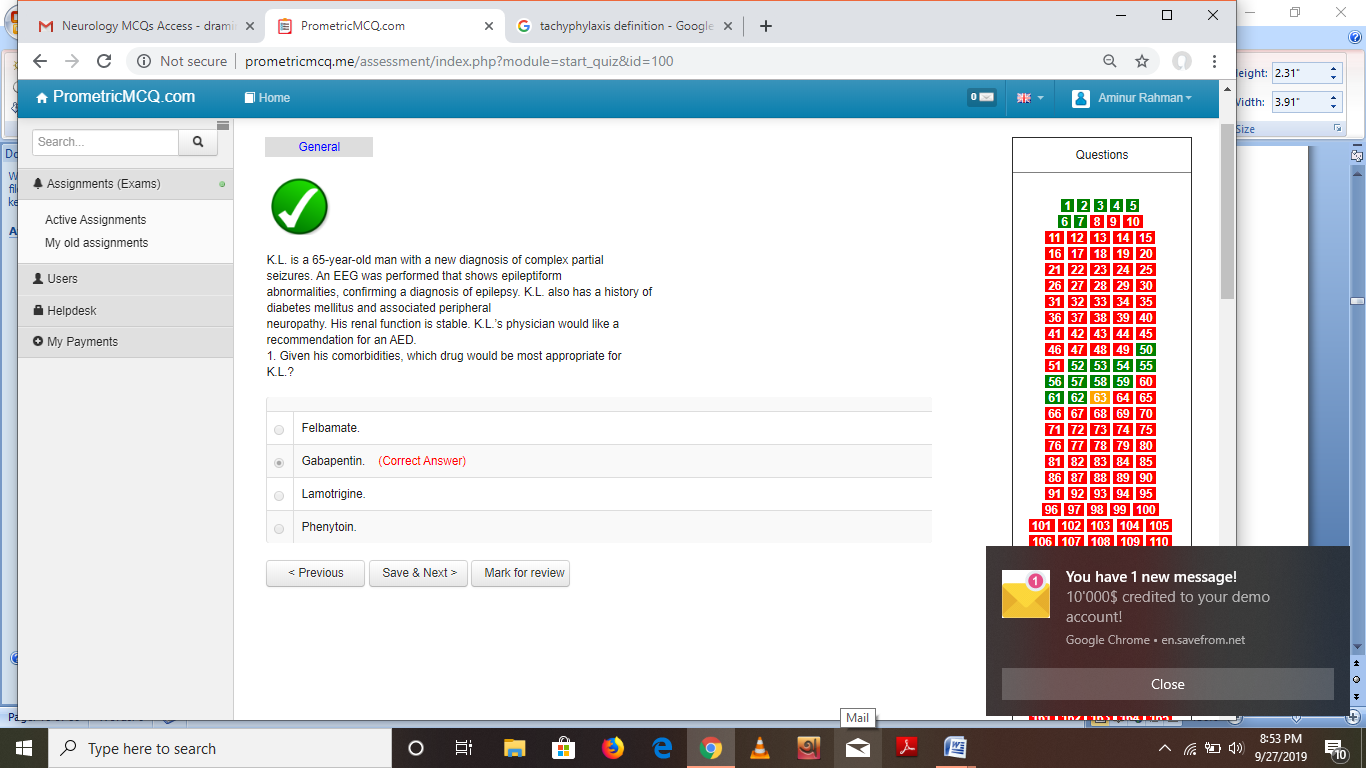 Neurology MCQs Access - drami
PrometricMCQ.com
tachyphylaxis definition - Google
Not secure | prometricmcq.me/assessment/index.php?module=start_quiz&id=100
Height: 2.31"
Width: 3.91"
Size
PrometricMCQ.com
Home
0
Aminur Rahman
Search...
Assignments (Exams)
Active Assignments
My old assignments
Users
Helpdesk
My Payments
General
K.L. is a 65-year-old man with a new diagnosis of complex partial
seizures. An EEG was performed that shows epileptiform
abnormalities, confirming a diagnosis of epilepsy. K.L. also has a history of
diabetes mellitus and associated peripheral
neuropathy. His renal function is stable. K.L.'s physician would like a
recommendation for an AED.
1. Given his comorbidities, which drug would be most appropriate for
K.L.?
Felbamate.
Gabapentin. (Correct Answer)
Lamotrigine.
Phenytoin.
< Previous Save & Next > Mark for review
Questions
1 2 3 4 5
6 7 8 9 10
11 12 13 14 15
16 17 18 19 20
21 22 23 24 25
26 27 28 29 30
31 32 33 34 35
36 37 38 39 40
41 42 43 44 45
46 47 48 49 50
51 52 53 54 55
56 57 58 59 60
61 62 63 64 65
66 67 68 69 70
71 72 73 74 75
76 77 78 79 80
81 82 83 84 85
86 87 88 89 90
91 92 93 94 95
96 97 98 99 100
101 102 103 104 105
106 107 108 109 110
1
You have 1 new message!
10'000$ credited to your demo
account!
Google Chrome • en.savefrom.net
Close
Mail
Type here to search
8:53 PM
9/27/2019
10